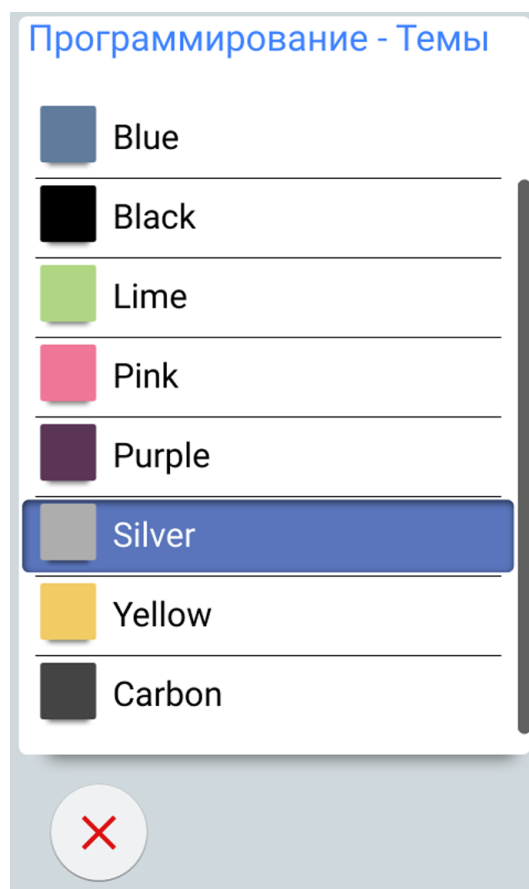 Программирование - Темы
Blue
Black
Lime
Pink
Purple
Silver
Yellow
Carbon